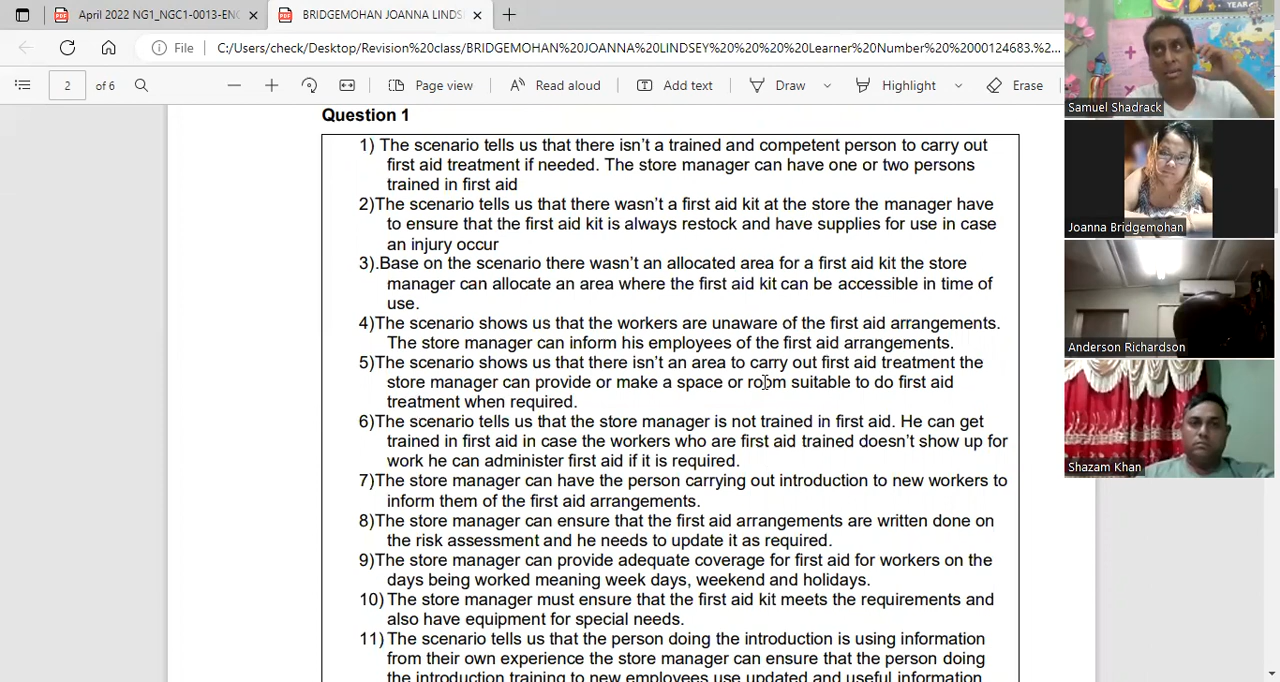 April 2022 NG1_NGC1-0013-EN
BRIDGEMOHAN JOANNA LINDS
File
C:/Users/check/Desktop/Revision%20class/BRIDGEMOHAN%20JOANNA%20LINDSEY%20%20%20%20Learner%20Number%20%2000124683.%2...
2
of 6
Page view
Read aloud
Add text
Draw
Highlight
Erase
Question 1
1) The scenario tells us that there isn't a trained and competent person to carry out
first aid treatment if needed. The store manager can have one or two persons
trained in first aid
2)The scenario tells us that there wasn't a first aid kit at the store the manager have
to ensure that the first aid kit is always restock and have supplies for use in case
an injury occur
3).Base on the scenario there wasn't an allocated area for a first aid kit the store
manager can allocate an area where the first aid kit can be accessible in time of
use.
4)The scenario shows us that the workers are unaware of the first aid arrangements.
The store manager can inform his employees of the first aid arrangements.
5)The scenario shows us that there isn't an area to carry out first aid treatment the
store manager can provide or make a space or room suitable to do first aid
treatment when required.
6)The scenario tells us that the store manager is not trained in first aid. He can get
trained in first aid in case the workers who are first aid trained doesn't show up for
work he can administer first aid if it is required.
7)The store manager can have the person carrying out introduction to new workers to
inform them of the first aid arrangements.
8)The store manager can ensure that the first aid arrangements are written done on
the risk assessment and he needs to update it as required.
9)The store manager can provide adequate coverage for first aid for workers on the
days being worked meaning week days, weekend and holidays.
10) The store manager must ensure that the first aid kit meets the requirements and
also have equipment for special needs.
11) The scenario tells us that the person doing the introduction is using information
from their own experience the store manager can ensure that the person doing
the introduction training to new employees use updated and useful information
Samuel Shadrack
Joanna Bridgemohan
Anderson Richardson
Shazam Khan